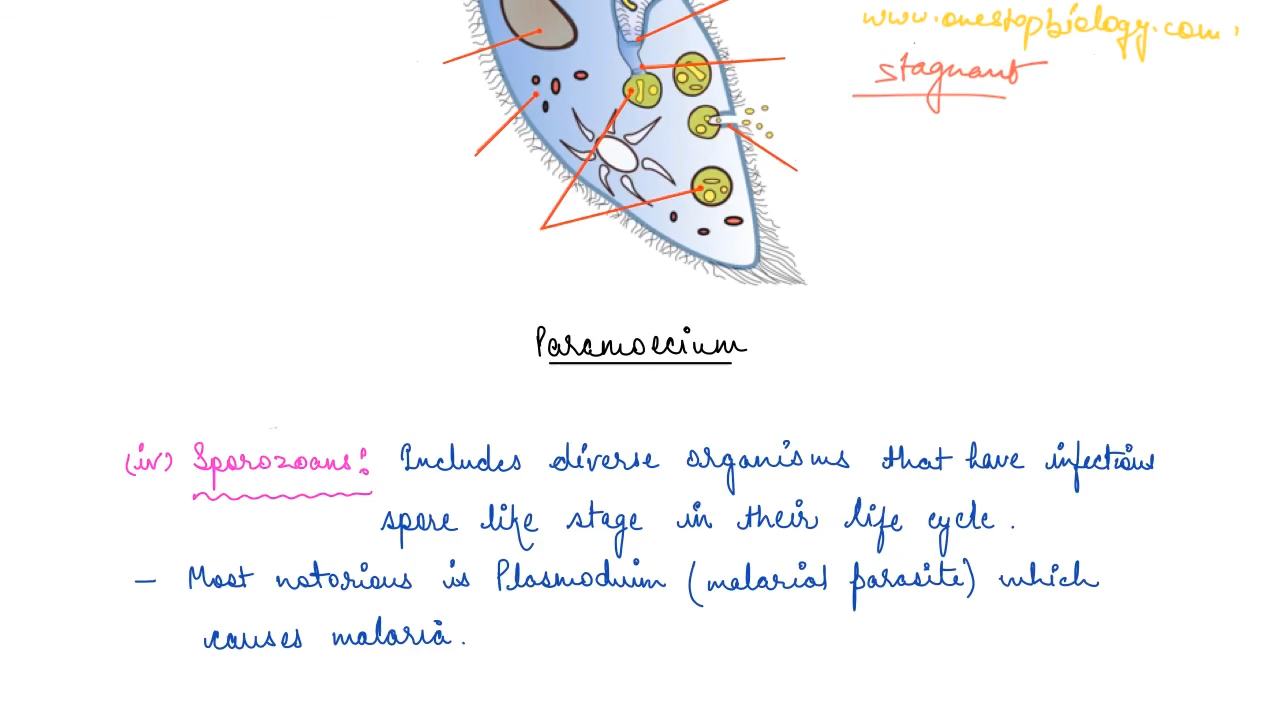 www.onestopbiology.com.
stagnant
Paramoecium
(iv) Sporozoans: Includes diverse organisms that have infectious
spore like stage in their life cycle.
– Most notorious is Plasmodium (malarial parasite) which
causes malaria.